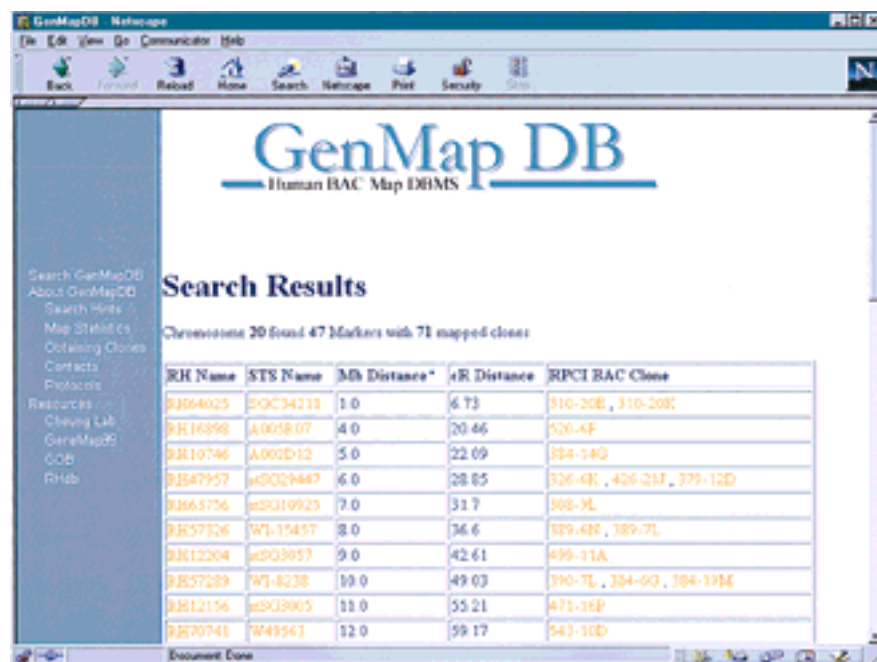 GenMapDB - Netscape
File Edit View Go Communicator Help
Back Forward Reload Home Search Netscape Print Security Stop
N
GenMap DB
Human BAC Map DBMS
Search GenMapDB
About GenMapDB
Search Hints
Map Statistics
Obtaining Clones
Contacts
Protocols
Resources
Cheung Lab
GeneMap99
GDB
RHdb
Search Results
Chromosome 20 found 47 Markers with 71 mapped clones
RH Name STS Name Mb Distance* cR Distance RPCI BAC Clone
RH64025 1.0 6.73 310-20E , 310-20K
RH16898 A005B07 4.0 20.46 520-4F
RH10746 A002D12 5.0 22.09 384-14G
RH47957 stSG29447 6.0 28.85 326-6K , 426-21J , 379-12D
RH63756 stSG10925 7.0 31.7 308-9L
RH57326 WI-15457 8.0 36.6 389-6N , 389-7L
RH12204 stSG3057 9.0 42.61 499-11A
RH57289 WI-8238 10.0 49.03 390-7L , 384-6G , 384-19M
RH12156 stSG3005 11.0 55.21 471-16P
RH70741 W49563 12.0 59.17 543-10D
Document Done